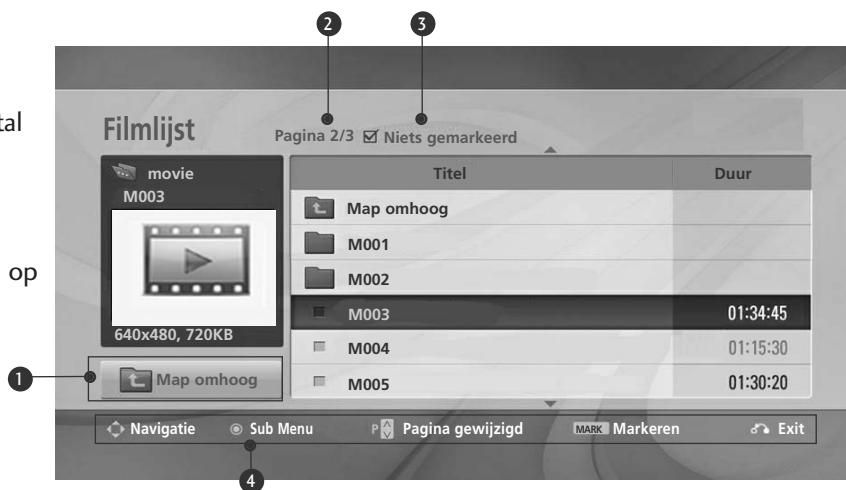 2 3
tal
op
Filmlijst
Pagina 2/3 Niets gemarkeerd
movie
M003
640x480, 720KB
1
Map omhoog
Titel Duur
Map omhoog
M001
M002
M003 01:34:45
M004 01:15:30
M005 01:30:20
Navigatie Sub Menu P Pagina gewijzigd MARK Markeren Exit
4